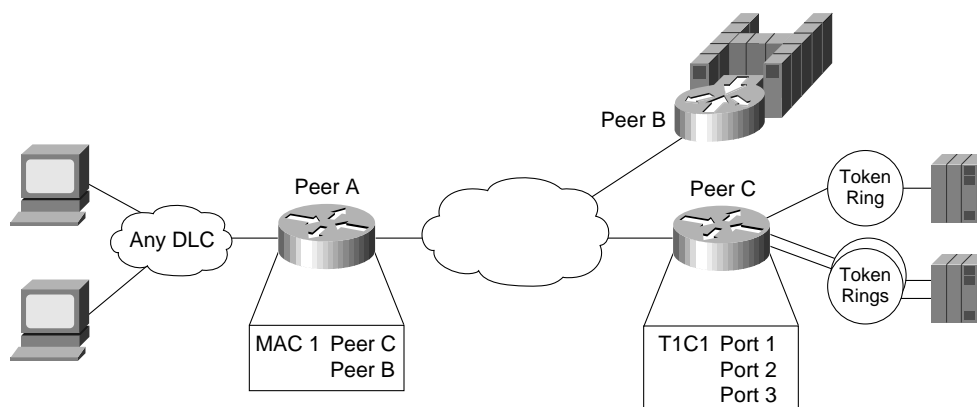 Peer B
Peer A
Peer C
Token
Ring
Any DLC
Token
Rings
MAC 1 Peer C
Peer B
T1C1 Port 1
Port 2
Port 3